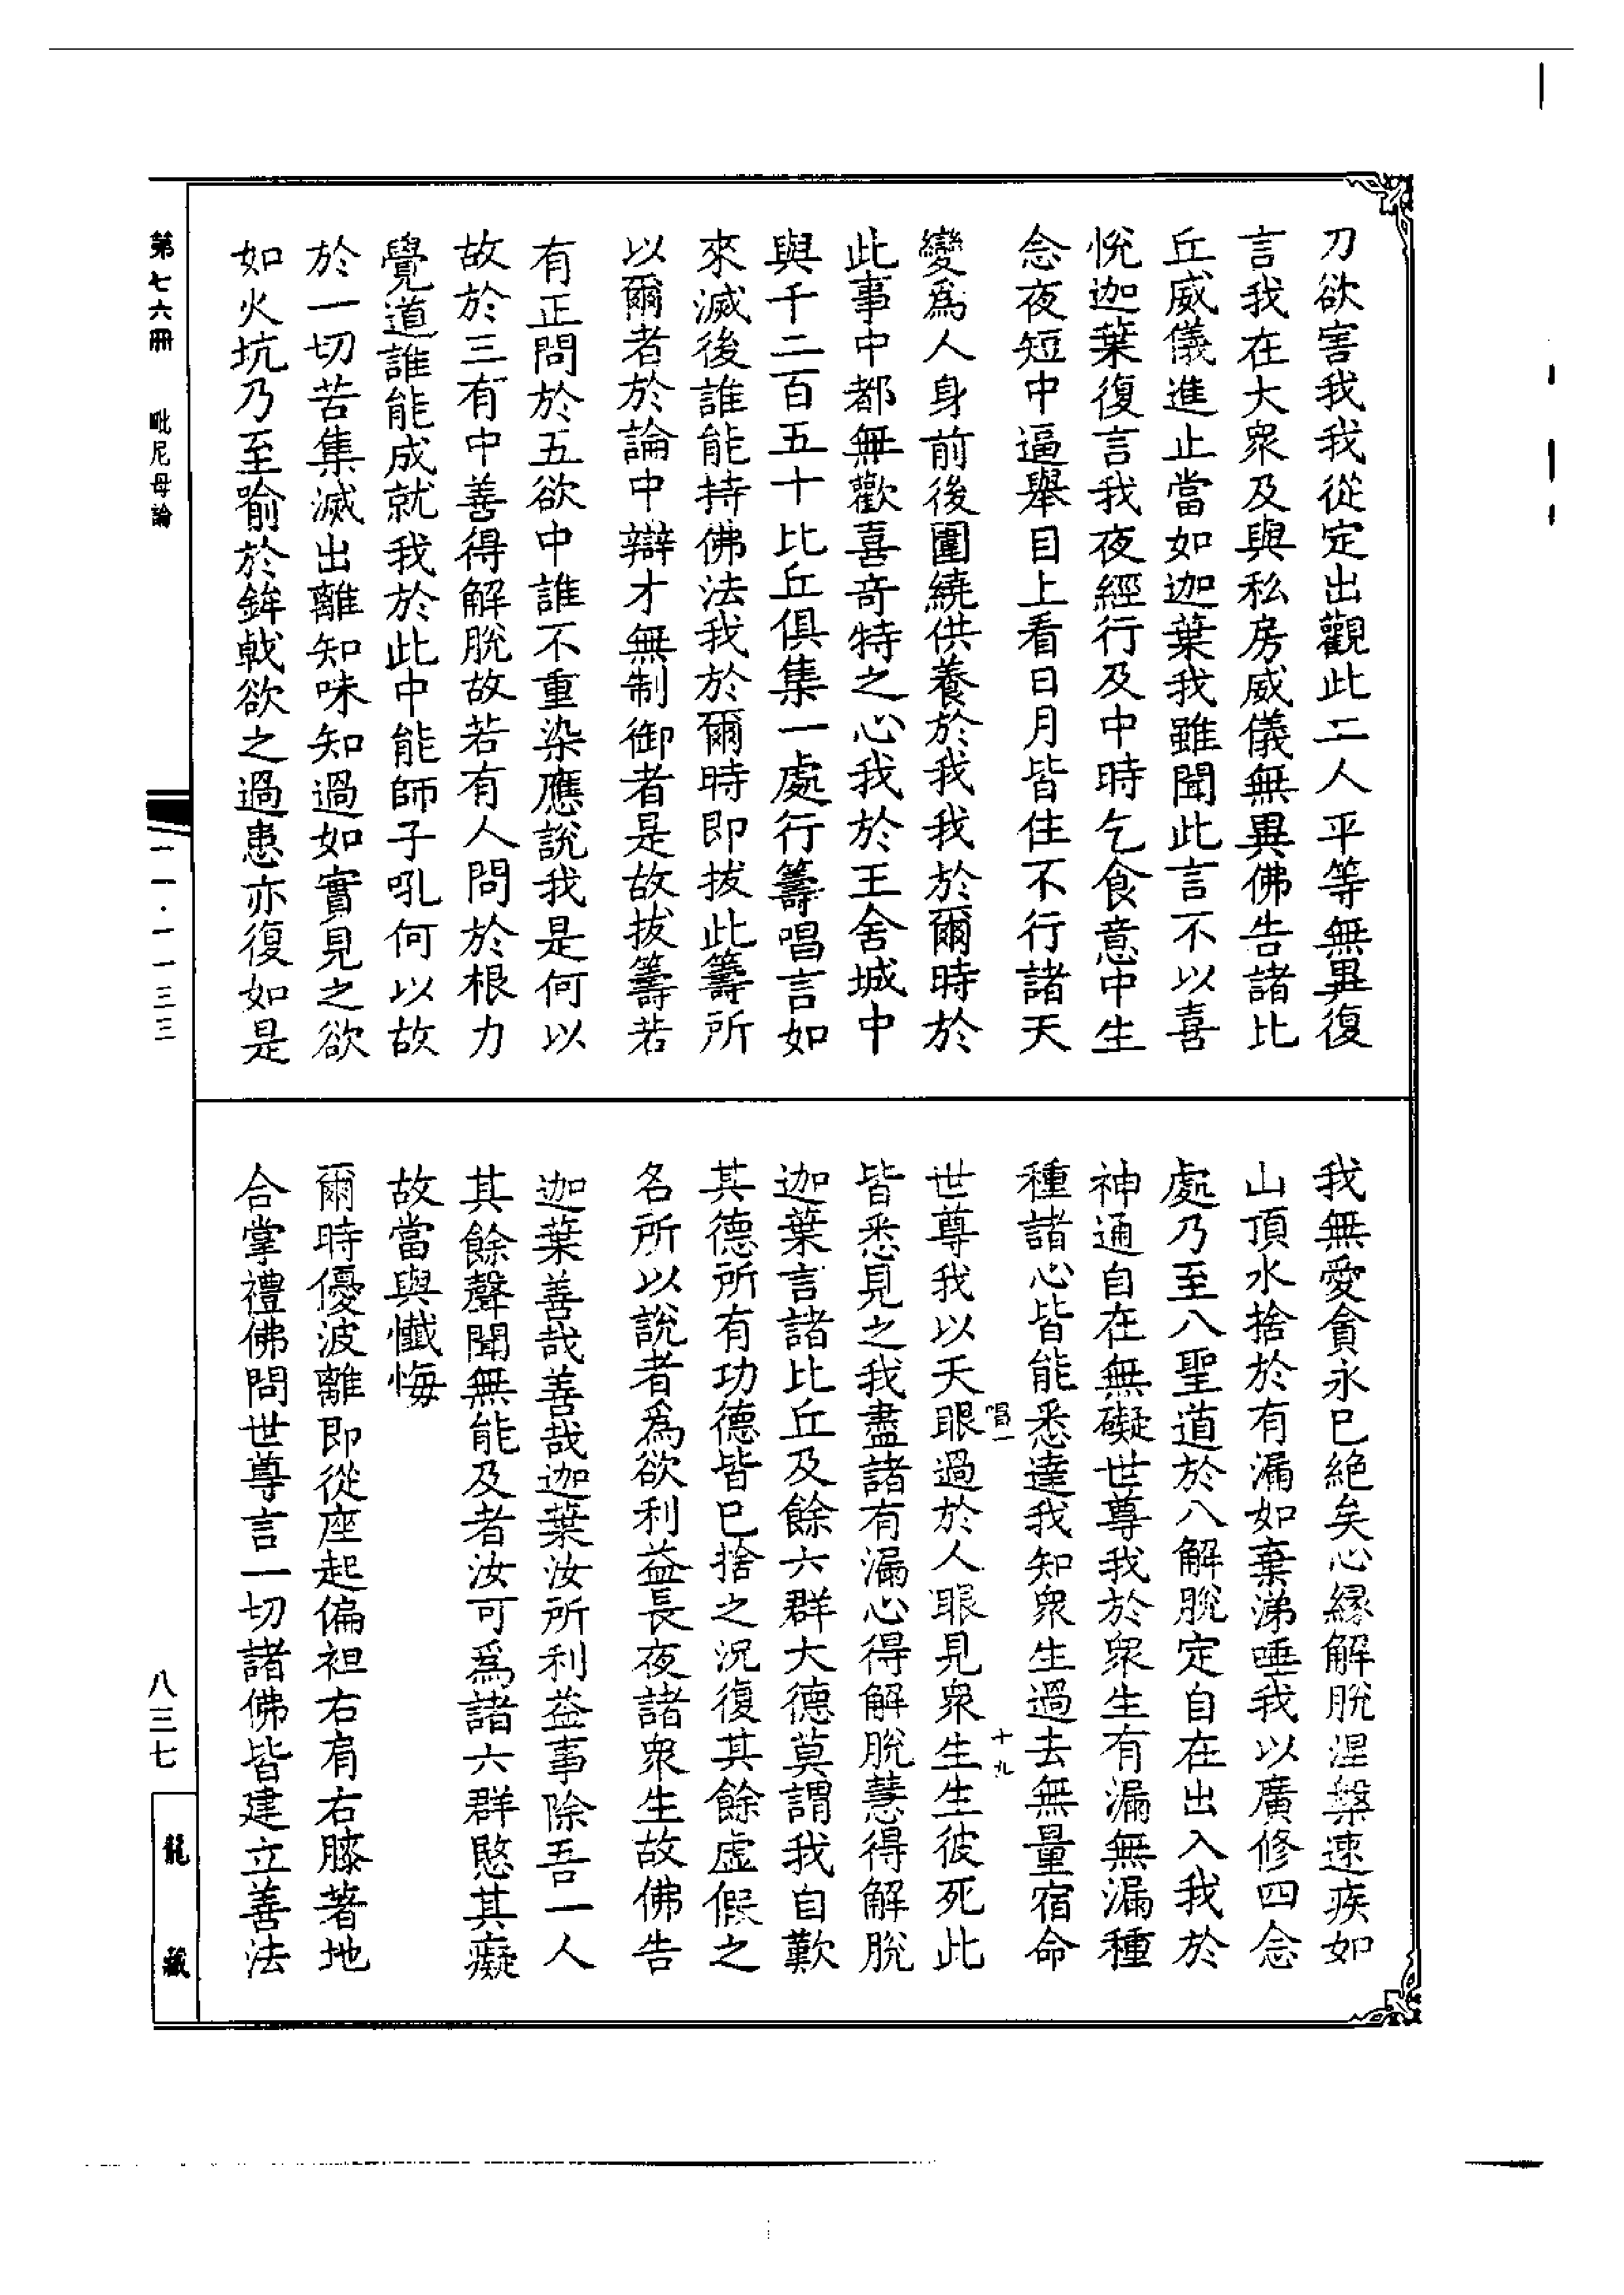 刀欲害我我從定出觀此二人平等無異復
言我在大衆及與私房威儀無異佛告諸比
丘威儀進止當如迦葉我雖聞此言不以喜
悅迦葉復言我夜經行及中時乞食意中生
念夜短中逼舉目上看日月皆住不行諸天
變爲人身前後圍繞供養於我我於爾時於
此事中都無歡喜奇特之心我於王舍城中
與千二百五十比丘俱集一處行籌唱言如
來滅後誰能持佛法我於爾時即拔此籌所
以爾者於論中辯才無制御者是故拔籌若
有正問於五欲中誰不重染應說我是何以
故於三有中善得解脫故若有人問於根力
覺道誰能成就我於此中能師子吼何以故
於一切苦集滅出離知味知過如實見之欲
如火坑乃至喻於鉾戟欲之過患亦復如是
我無愛貪永已絶矣心緣解脫涅槃速疾如
山頂水捨於有漏如棄涕唾我以廣修四念
處乃至八聖道於八解脫定自在出入我於
神通自在無礙世尊我於衆生有漏無漏種
種諸心皆能悉達我知衆生過去無量宿命
唱一
十九
世尊我以天眼過於人眼見衆生生彼死此
皆悉見之我盡諸有漏心得解脫慧得解脫
迦葉言諸比丘及餘六群大德莫謂我自歎
其德所有功德皆已捨之況復其餘虛假之
名所以說者爲欲利益長夜諸衆生故佛告
迦葉善哉善哉迦葉汝所利益事除吾一人
其餘聲聞無能及者汝可爲諸六群愍其癡
故當與懺悔
爾時優波離即從座起偏袒右肩右膝著地
合掌禮佛問世尊言一切諸佛皆建立善法
第七六冊
毗尼母論
一一·一一三三
八三七
龍藏